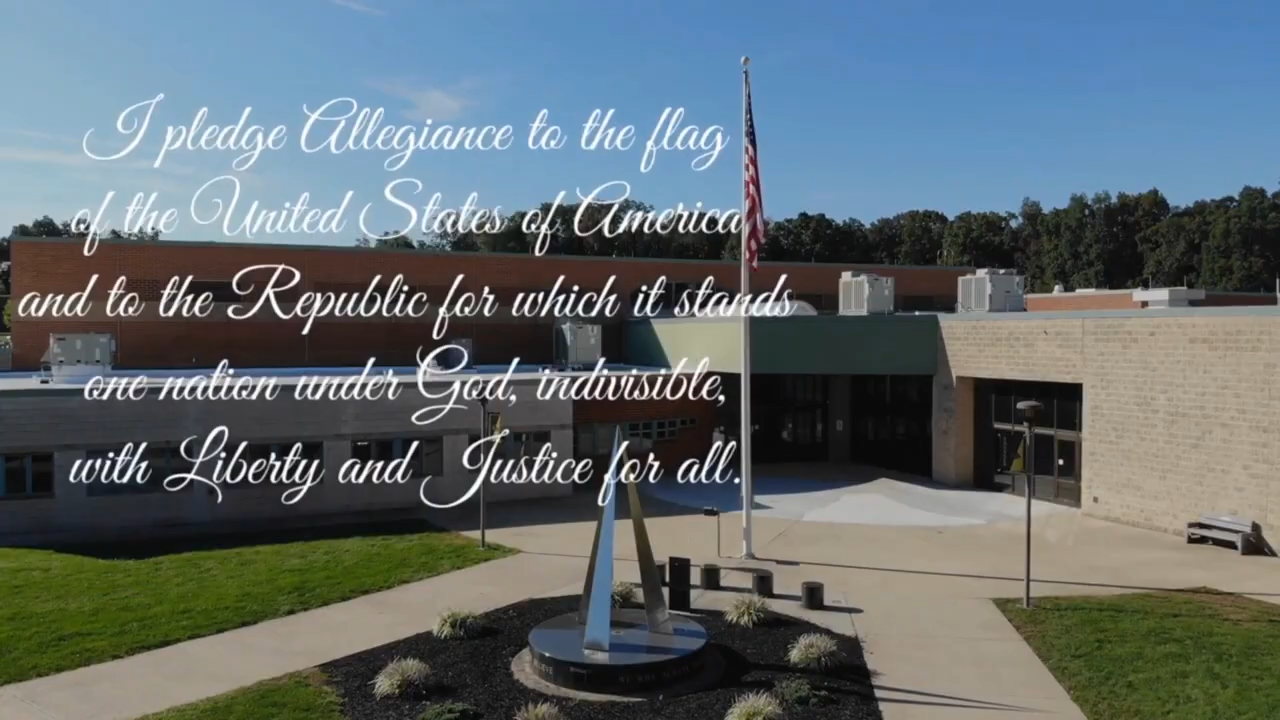 I pledge Allegiance to the flag
of the United States of America
and to the Republic for which it stands
one nation under God, indivisible,
with Liberty and Justice for all.